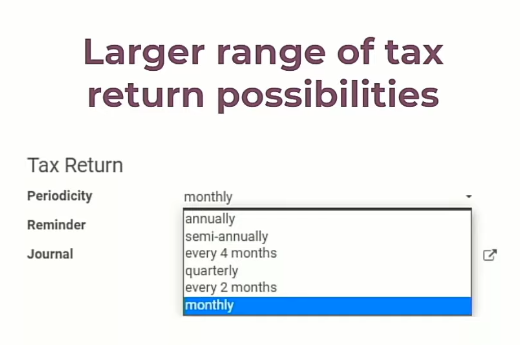 Larger range of tax
return possibilities
Tax Return
Periodicity
monthly
annually
semi-annually
every 4 months
quarterly
every 2 months
monthly
Reminder
Journal